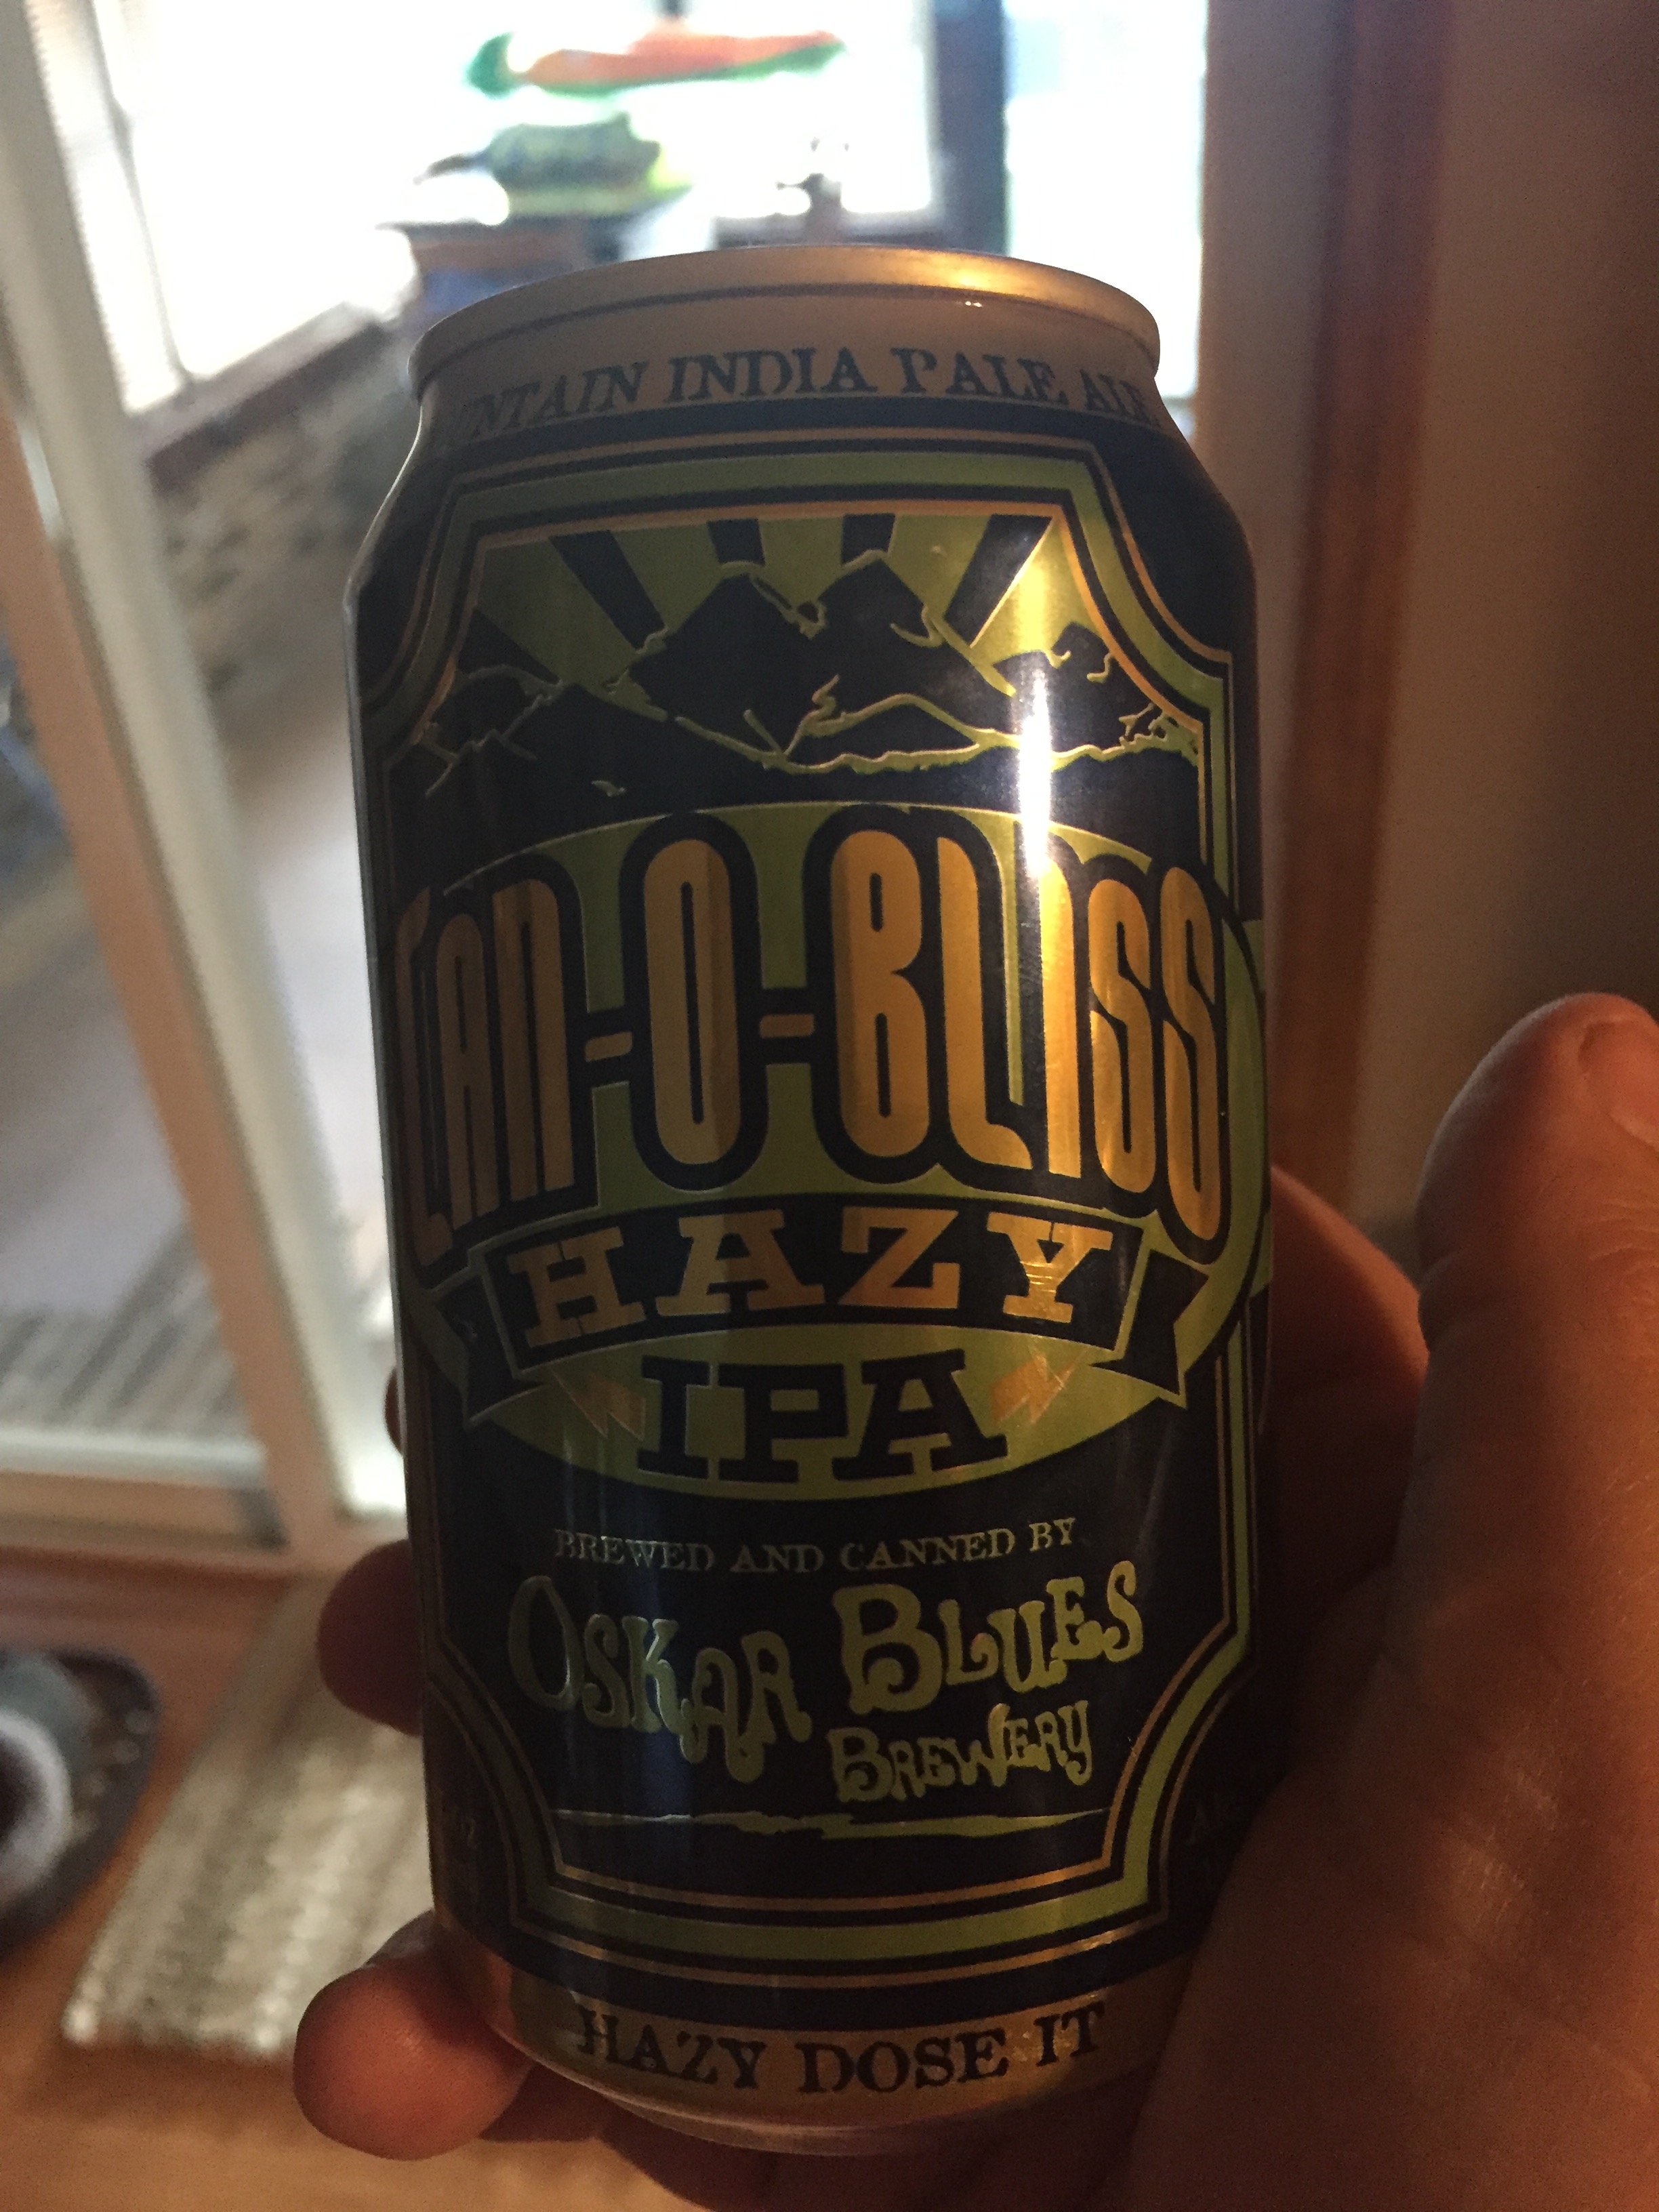 INDIA PALE ALE
CAN-O-BLISS
HAZY
IPA
BREWED AND CANNED BY
OSKAR BLUES
BREWERY
HAZY DOSE IT